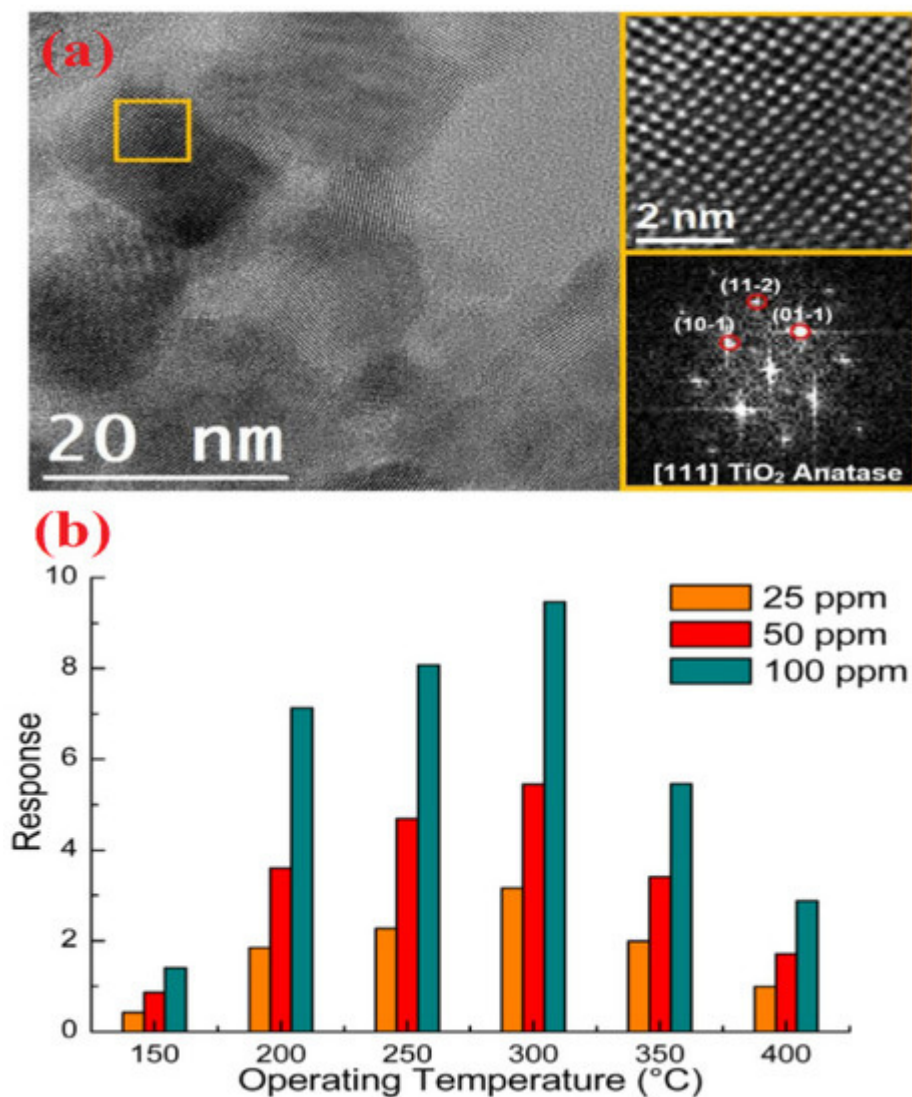 (a)
20 nm
2 nm
(11-2)
(10-1)
(01-1)
[111] TiO₂ Anatase
(b)
10
8
6
4
2
0
Response
25 ppm
50 ppm
100 ppm
150 200 250 300 350 400
Operating Temperature (°C)